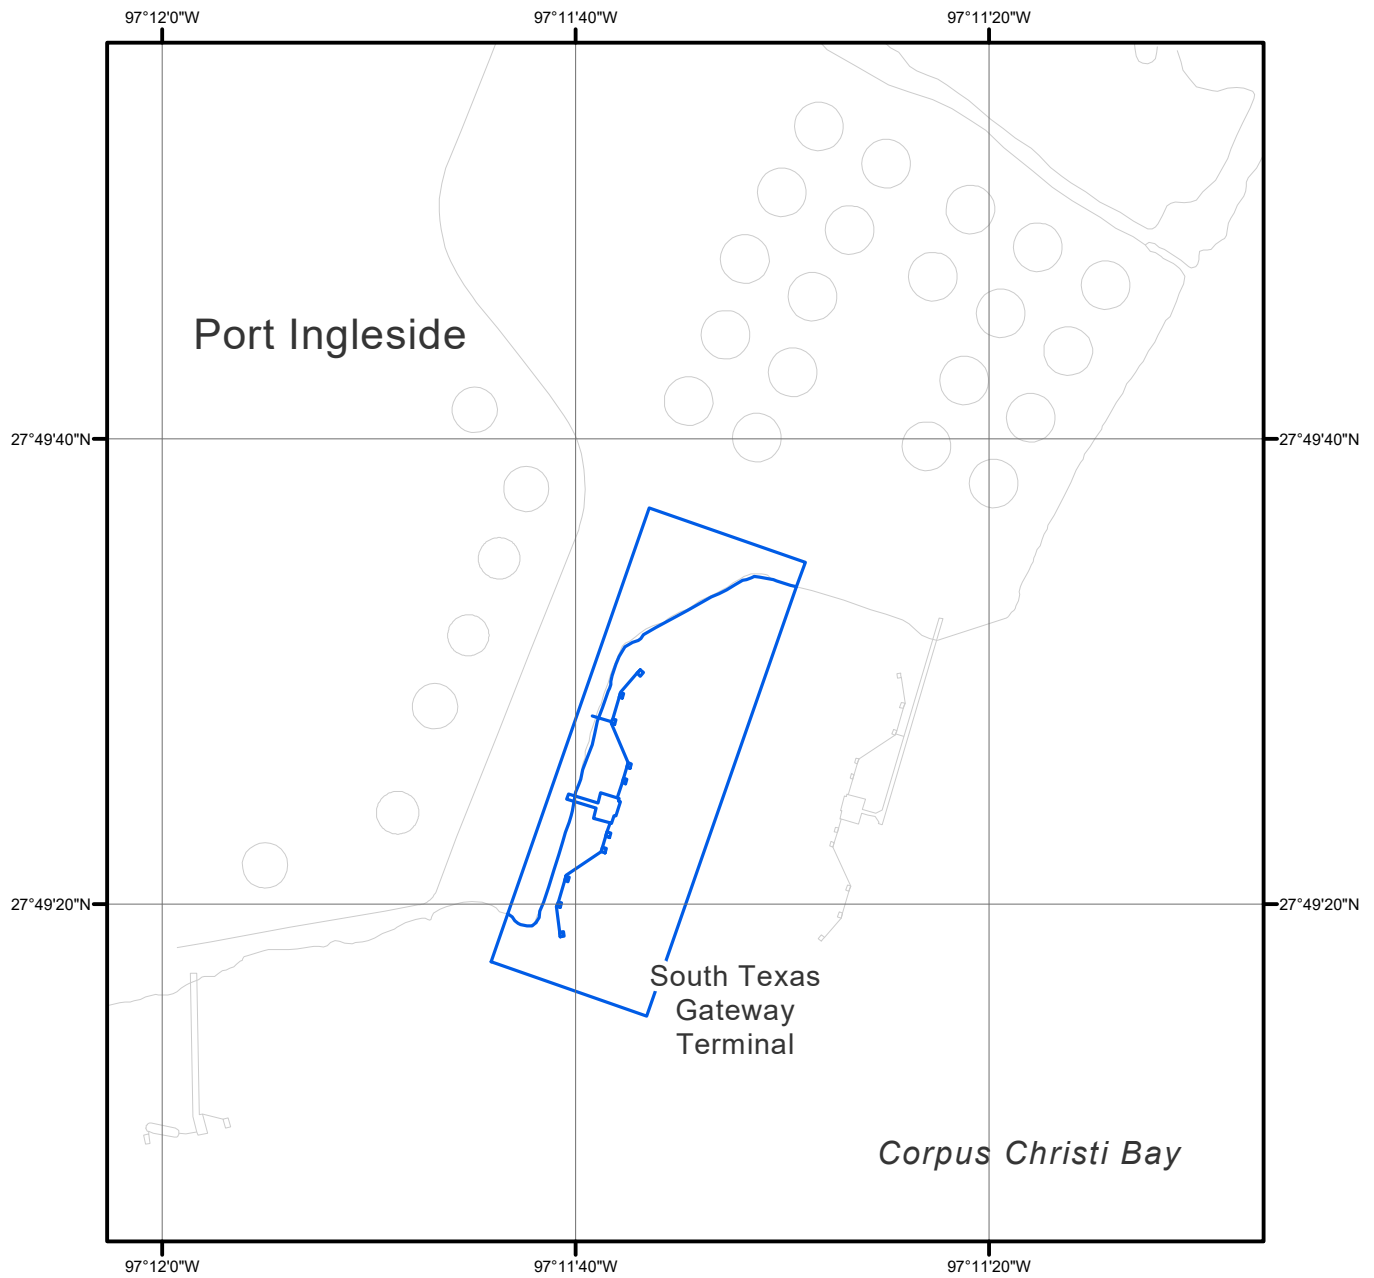 97°12'0"W
97°11'40"W
97°11'20"W
Port Ingleside
27°49'40"N
27°49'40"N
27°49'20"N
27°49'20"N
South Texas
Gateway
Terminal
Corpus Christi Bay
97°12'0"W
97°11'40"W
97°11'20"W